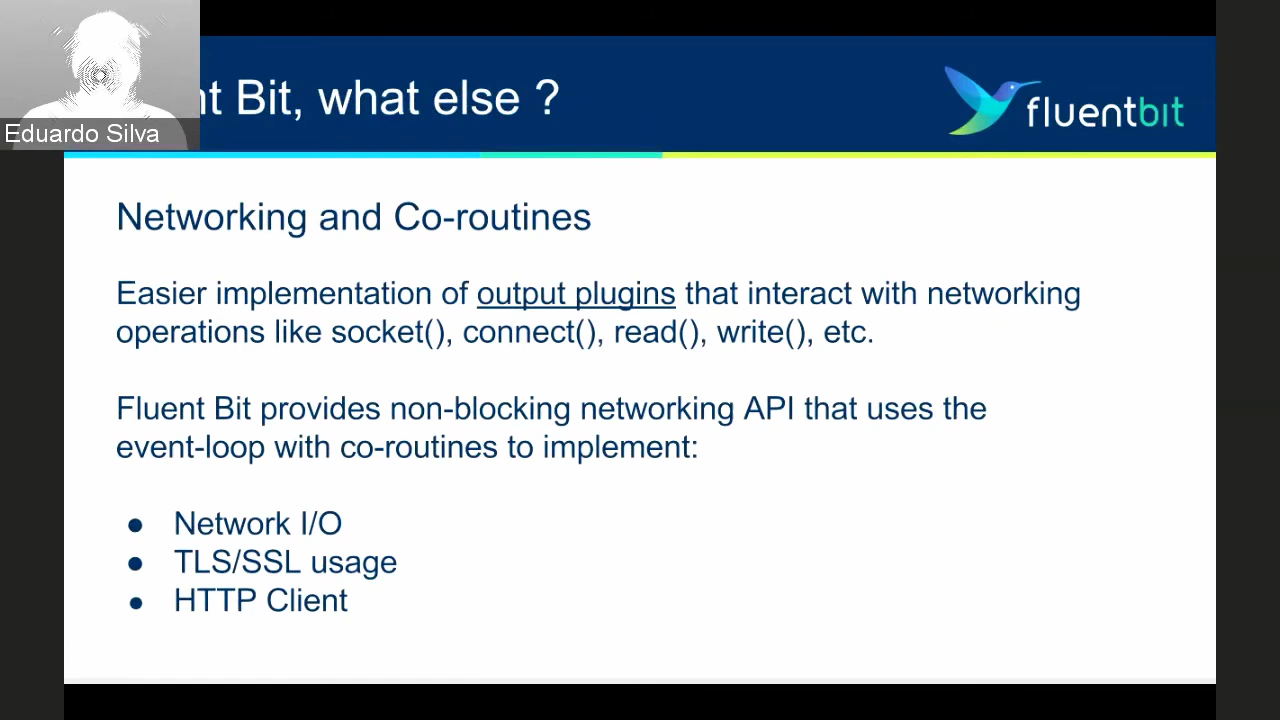 nt Bit, what else ?
fluentbit
Eduardo Silva
Networking and Co-routines
Easier implementation of output plugins that interact with networking
operations like socket(), connect(), read(), write(), etc.
Fluent Bit provides non-blocking networking API that uses the
event-loop with co-routines to implement:
● Network I/O
● TLS/SSL usage
● HTTP Client